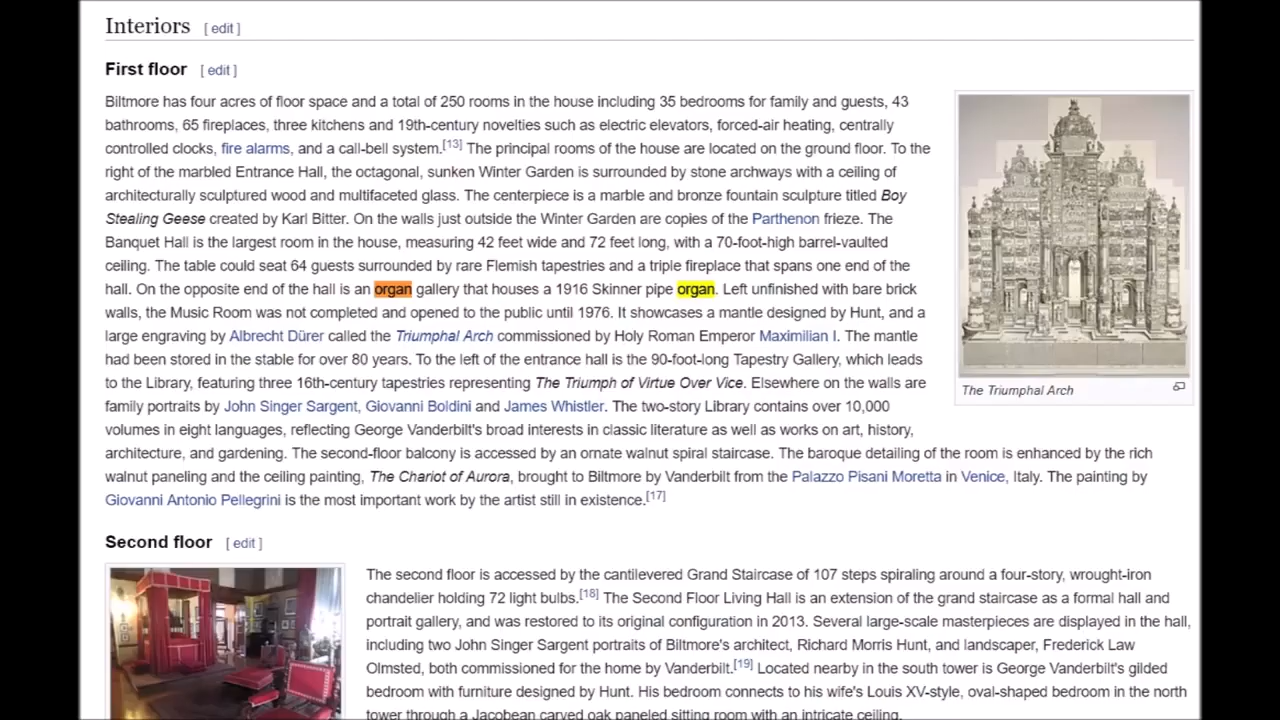 Interiors [ edit ]
First floor [ edit ]
Biltmore has four acres of floor space and a total of 250 rooms in the house including 35 bedrooms for family and guests, 43
bathrooms, 65 fireplaces, three kitchens and 19th-century novelties such as electric elevators, forced-air heating, centrally
controlled clocks, fire alarms, and a call-bell system.[13] The principal rooms of the house are located on the ground floor. To the
right of the marbled Entrance Hall, the octagonal, sunken Winter Garden is surrounded by stone archways with a ceiling of
architecturally sculptured wood and multifaceted glass. The centerpiece is a marble and bronze fountain sculpture titled Boy
Stealing Geese created by Karl Bitter. On the walls just outside the Winter Garden are copies of the Parthenon frieze. The
Banquet Hall is the largest room in the house, measuring 42 feet wide and 72 feet long, with a 70-foot-high barrel-vaulted
ceiling. The table could seat 64 guests surrounded by rare Flemish tapestries and a triple fireplace that spans one end of the
hall. On the opposite end of the hall is an organ gallery that houses a 1916 Skinner pipe organ. Left unfinished with bare brick
walls, the Music Room was not completed and opened to the public until 1976. It showcases a mantle designed by Hunt, and a
large engraving by Albrecht Dürer called the Triumphal Arch commissioned by Holy Roman Emperor Maximilian I. The mantle
had been stored in the stable for over 80 years. To the left of the entrance hall is the 90-foot-long Tapestry Gallery, which leads
to the Library, featuring three 16th-century tapestries representing The Triumph of Virtue Over Vice. Elsewhere on the walls are
family portraits by John Singer Sargent, Giovanni Boldini and James Whistler. The two-story Library contains over 10,000
volumes in eight languages, reflecting George Vanderbilt's broad interests in classic literature as well as works on art, history,
architecture, and gardening. The second-floor balcony is accessed by an ornate walnut spiral staircase. The baroque detailing of the room is enhanced by the rich
walnut paneling and the ceiling painting, The Chariot of Aurora, brought to Biltmore by Vanderbilt from the Palazzo Pisani Moretta in Venice, Italy. The painting by
Giovanni Antonio Pellegrini is the most important work by the artist still in existence.[17]
The Triumphal Arch
Second floor [ edit ]
The second floor is accessed by the cantilevered Grand Staircase of 107 steps spiraling around a four-story, wrought-iron
chandelier holding 72 light bulbs.[18] The Second Floor Living Hall is an extension of the grand staircase as a formal hall and
portrait gallery, and was restored to its original configuration in 2013. Several large-scale masterpieces are displayed in the hall,
including two John Singer Sargent portraits of Biltmore's architect, Richard Morris Hunt, and landscaper, Frederick Law
Olmsted, both commissioned for the home by Vanderbilt.[19] Located nearby in the south tower is George Vanderbilt's gilded
bedroom with furniture designed by Hunt. His bedroom connects to his wife's Louis XV-style, oval-shaped bedroom in the north
tower through a Jacobean carved oak paneled sitting room with an intricate ceiling.